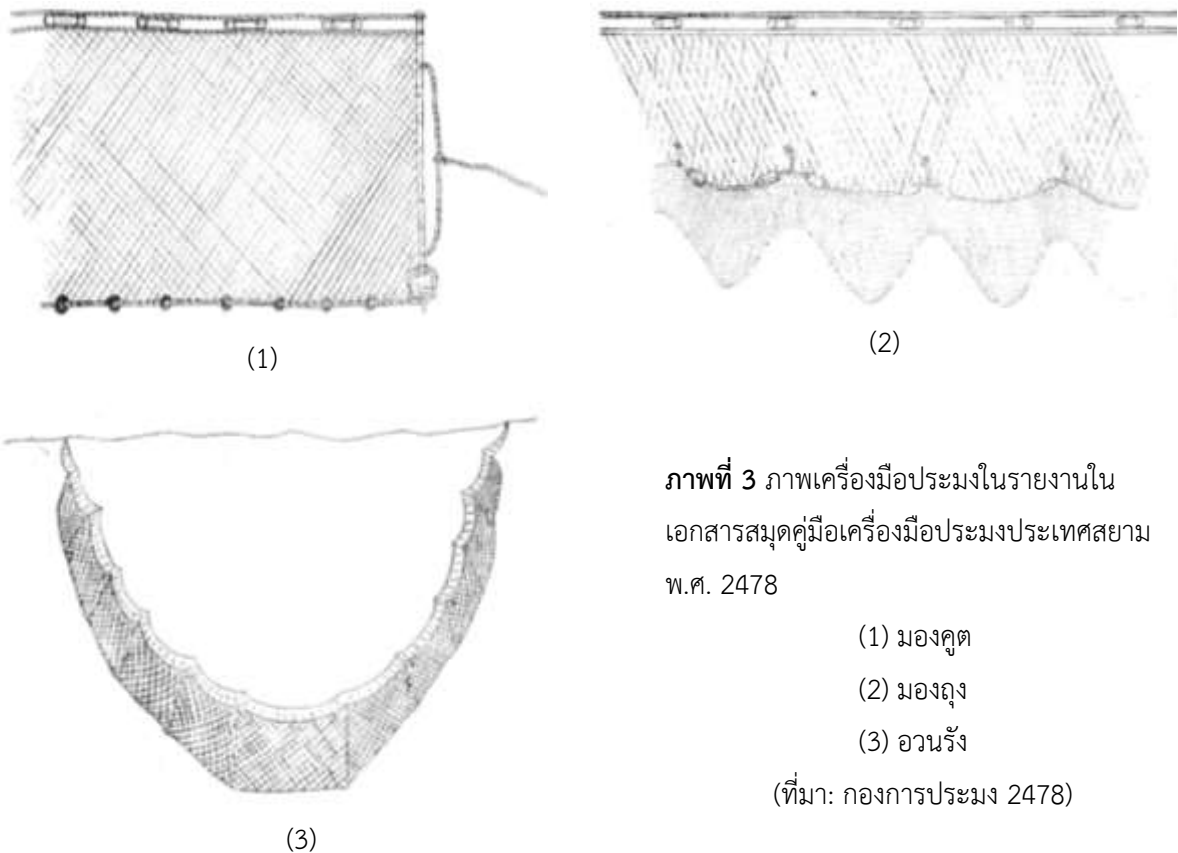 (1)
(2)
(3)
ภาพที่ 3 ภาพเครื่องมือประมงในรายงานใน
เอกสารสมุดคู่มือเครื่องมือประมงประเทศสยาม
พ.ศ. 2478
(1) มองคูต
(2) มองถุง
(3) อวนรัง
(ที่มา: กองการประมง 2478)